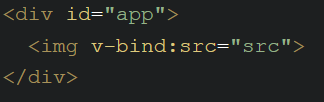 <div id="app">
  <img v-bind:src="src">
</div>